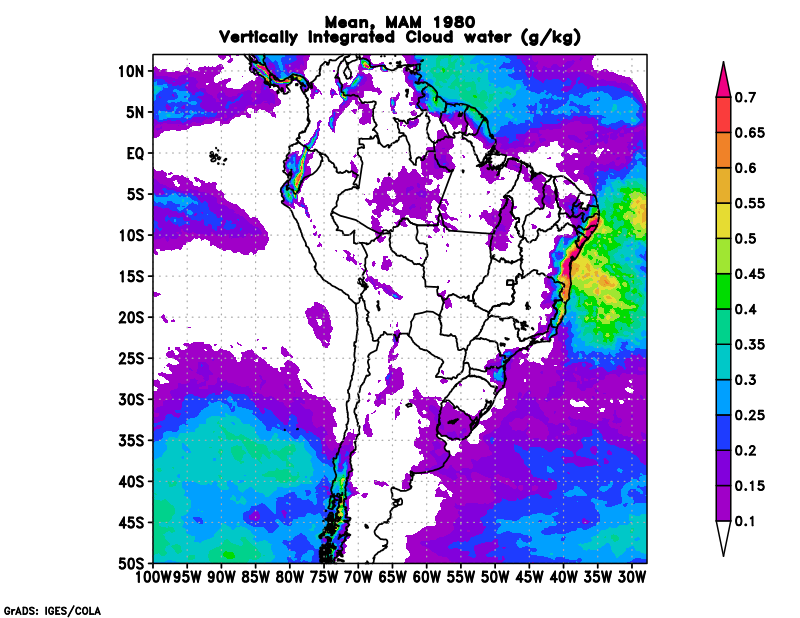 Mean, MAM 1980
Vertically Integrated Cloud water (g/kg)
10N
5N
EQ
5S
10S
15S
20S
25S
30S
35S
40S
45S
50S
100W 95W 90W 85W 80W 75W 70W 65W 60W 55W 50W 45W 40W 35W 30W
0.7
0.65
0.6
0.55
0.5
0.45
0.4
0.35
0.3
0.25
0.2
0.15
0.1
GrADS: IGES/COLA